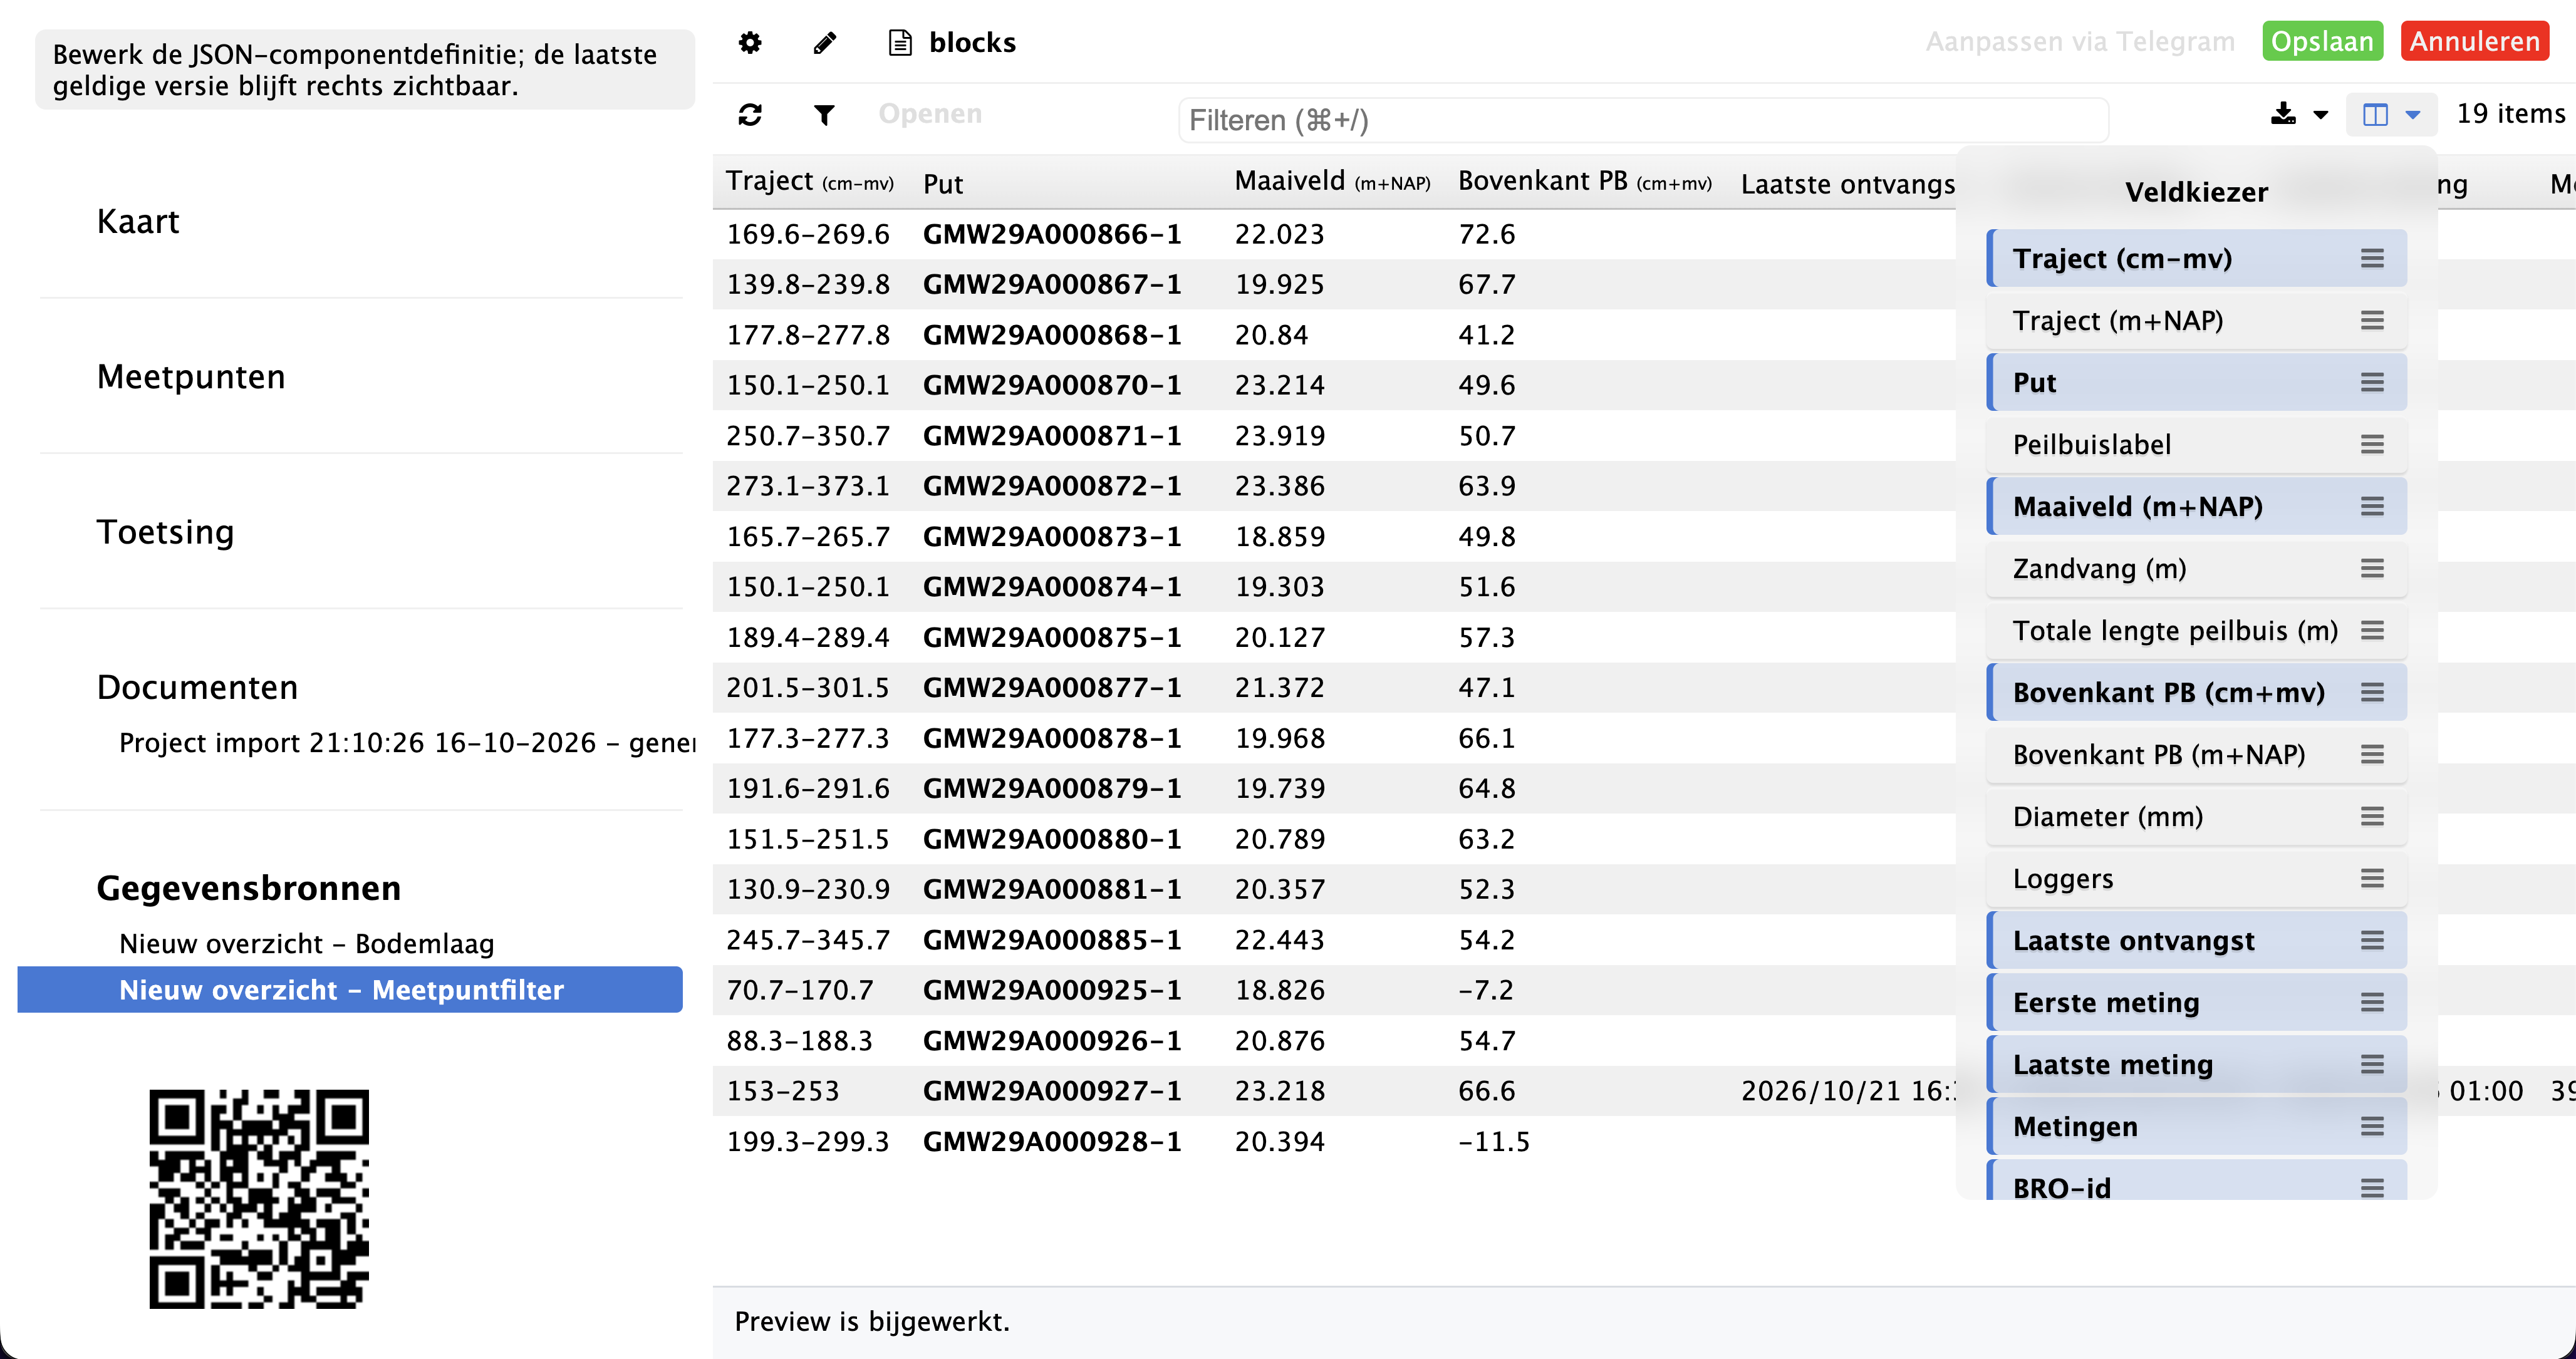 Bewerk de JSON-componentdefinitie; de laatste
geldige versie blijft rechts zichtbaar.
Kaart
Meetpunten
Toetsing
Documenten
Project import 21:10:26 16-10-2026 - gener
Gegevensbronnen
Nieuw overzicht - Bodemlaag
Nieuw overzicht - Meetpuntfilter
blocks
Aanpassen via Telegram
Opslaan
Annuleren
Openen
Filteren (⌘+/)
19 items
Traject (cm-mv) Put Maaiveld (m+NAP) Bovenkant PB (cm+mv) Laatste ontvangs ng Me
169.6-269.6 GMW29A000866-1 22.023 72.6
139.8-239.8 GMW29A000867-1 19.925 67.7
177.8-277.8 GMW29A000868-1 20.84 41.2
150.1-250.1 GMW29A000870-1 23.214 49.6
250.7-350.7 GMW29A000871-1 23.919 50.7
273.1-373.1 GMW29A000872-1 23.386 63.9
165.7-265.7 GMW29A000873-1 18.859 49.8
150.1-250.1 GMW29A000874-1 19.303 51.6
189.4-289.4 GMW29A000875-1 20.127 57.3
201.5-301.5 GMW29A000877-1 21.372 47.1
177.3-277.3 GMW29A000878-1 19.968 66.1
191.6-291.6 GMW29A000879-1 19.739 64.8
151.5-251.5 GMW29A000880-1 20.789 63.2
130.9-230.9 GMW29A000881-1 20.357 52.3
245.7-345.7 GMW29A000885-1 22.443 54.2
70.7-170.7 GMW29A000925-1 18.826 -7.2
88.3-188.3 GMW29A000926-1 20.876 54.7
153-253 GMW29A000927-1 23.218 66.6 2026/10/21 16: 01:00 39
199.3-299.3 GMW29A000928-1 20.394 -11.5
Veldkiezer
Traject (cm-mv)
Traject (m+NAP)
Put
Peilbuislabel
Maaiveld (m+NAP)
Zandvang (m)
Totale lengte peilbuis (m)
Bovenkant PB (cm+mv)
Bovenkant PB (m+NAP)
Diameter (mm)
Loggers
Laatste ontvangst
Eerste meting
Laatste meting
Metingen
BRO-id
Preview is bijgewerkt.